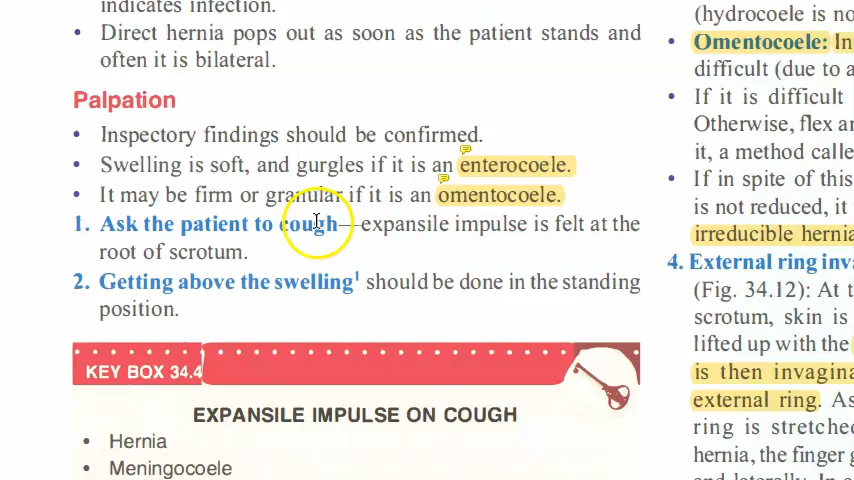 indicates infection.
• Direct hernia pops out as soon as the patient stands and
often it is bilateral.
Palpation
• Inspectory findings should be confirmed.
• Swelling is soft, and gurgles if it is an enterocoele.
• It may be firm or granular if it is an omentocoele.
1. Ask the patient to cough—expansile impulse is felt at the
root of scrotum.
2. Getting above the swelling¹ should be done in the standing
position.
KEY BOX 34.4
EXPANSILE IMPULSE ON COUGH
• Hernia
• Meningocoele
(hydrocoele is no
• Omentocoele: In
difficult (due to a
• If it is difficult
Otherwise, flex an
it, a method calle
• If in spite of this
is not reduced, it
irreducible hernia
4. External ring inva
(Fig. 34.12): At t
scrotum, skin is
lifted up with the
is then invagina
external ring. As
ring is stretche
hernia, the finger g